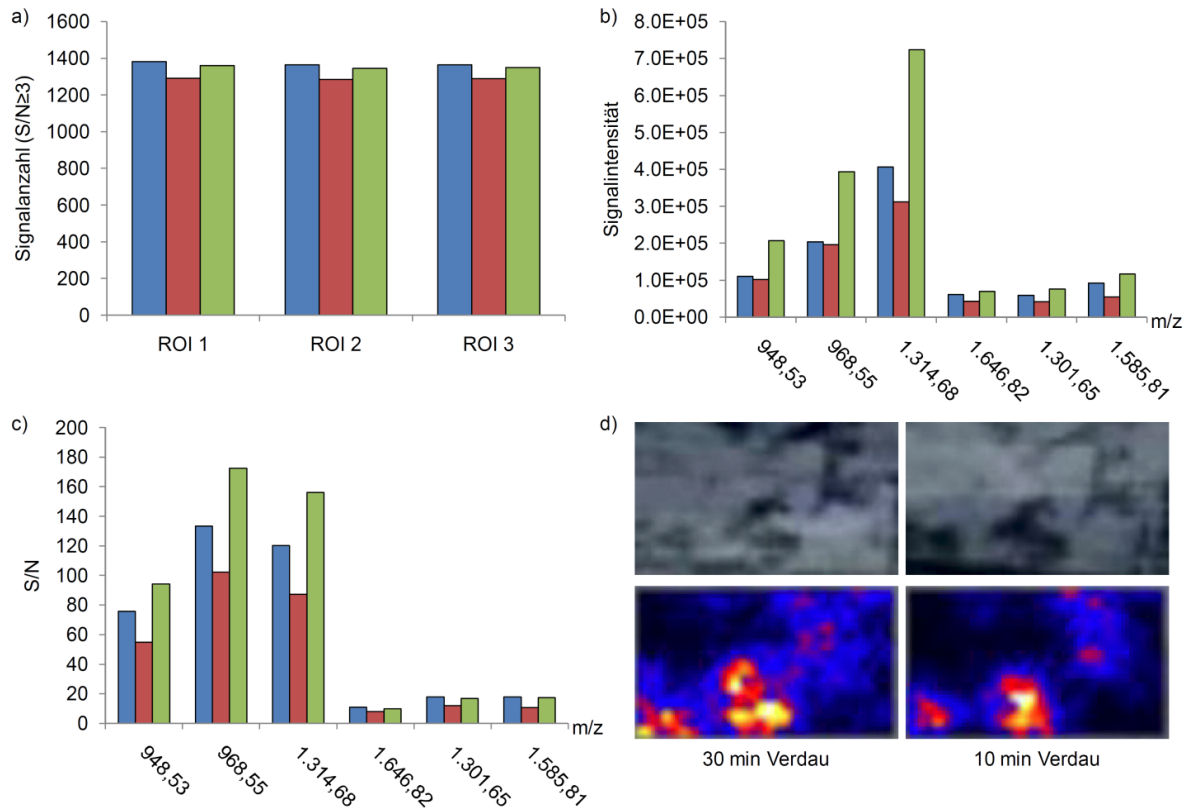 a)
1600
1400
1200
1000
800
600
400
200
0
Signalanzahl (S/N≥3)
ROI 1 ROI 2 ROI 3
b)
8.0E+05
7.0E+05
6.0E+05
5.0E+05
4.0E+05
3.0E+05
2.0E+05
1.0E+05
0.0E+00
Signalintensität
m/z
948,53 968,55 1.314,68 1.646,82 1.301,65 1.585,81
c)
200
180
160
140
120
100
80
60
40
20
0
S/N
m/z
948,53 968,55 1.314,68 1.646,82 1.301,65 1.585,81
d)
30 min Verdau 10 min Verdau